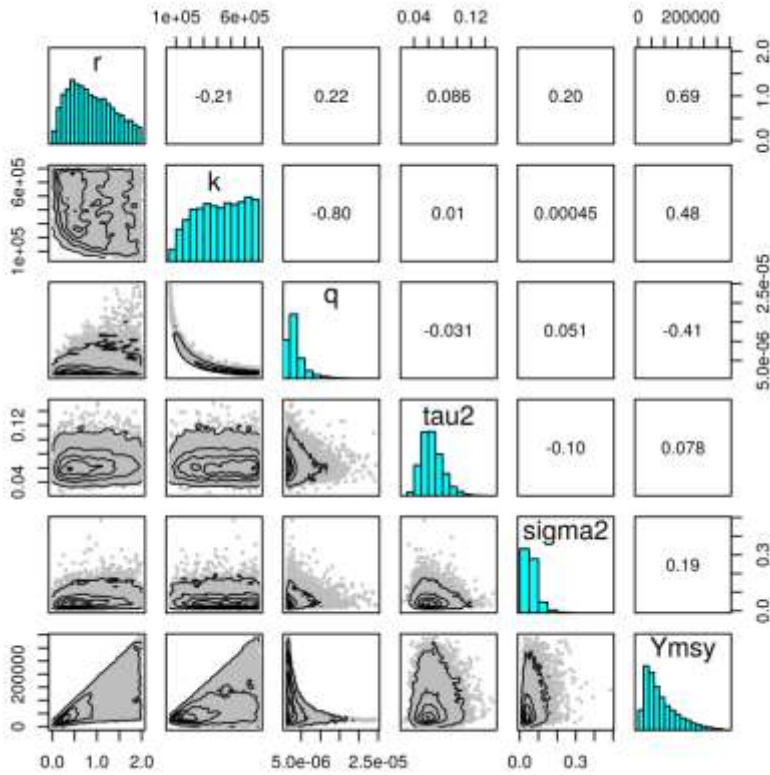 1e+05 6e+05 0.04 0.12 0 200000
r -0.21 0.22 0.086 0.20 0.69 0.0 1.0 2.0
1e+05 6e+05 k -0.80 0.01 0.00045 0.48
q -0.031 0.051 -0.41 5.0e-06 2.5e-05
0.04 0.12 tau2 -0.10 0.078
sigma2 0.19 0.0 0.3
0 200000 Ymsy
0.0 1.0 2.0 5.0e-06 2.5e-05 0.0 0.3